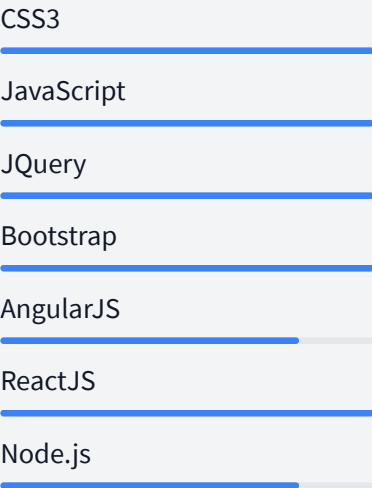 CSS3
JavaScript
JQuery
Bootstrap
AngularJS
ReactJS
Node.js